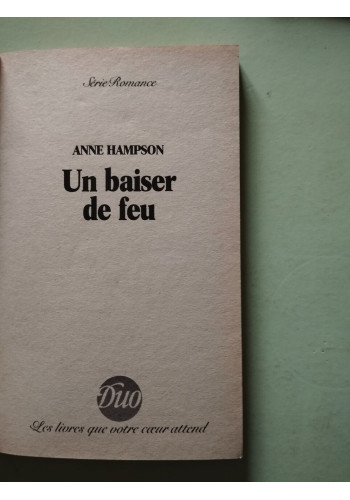 Série Romance
ANNE HAMPSON
Un baiser
de feu
Duo
Les livres que votre cœur attend